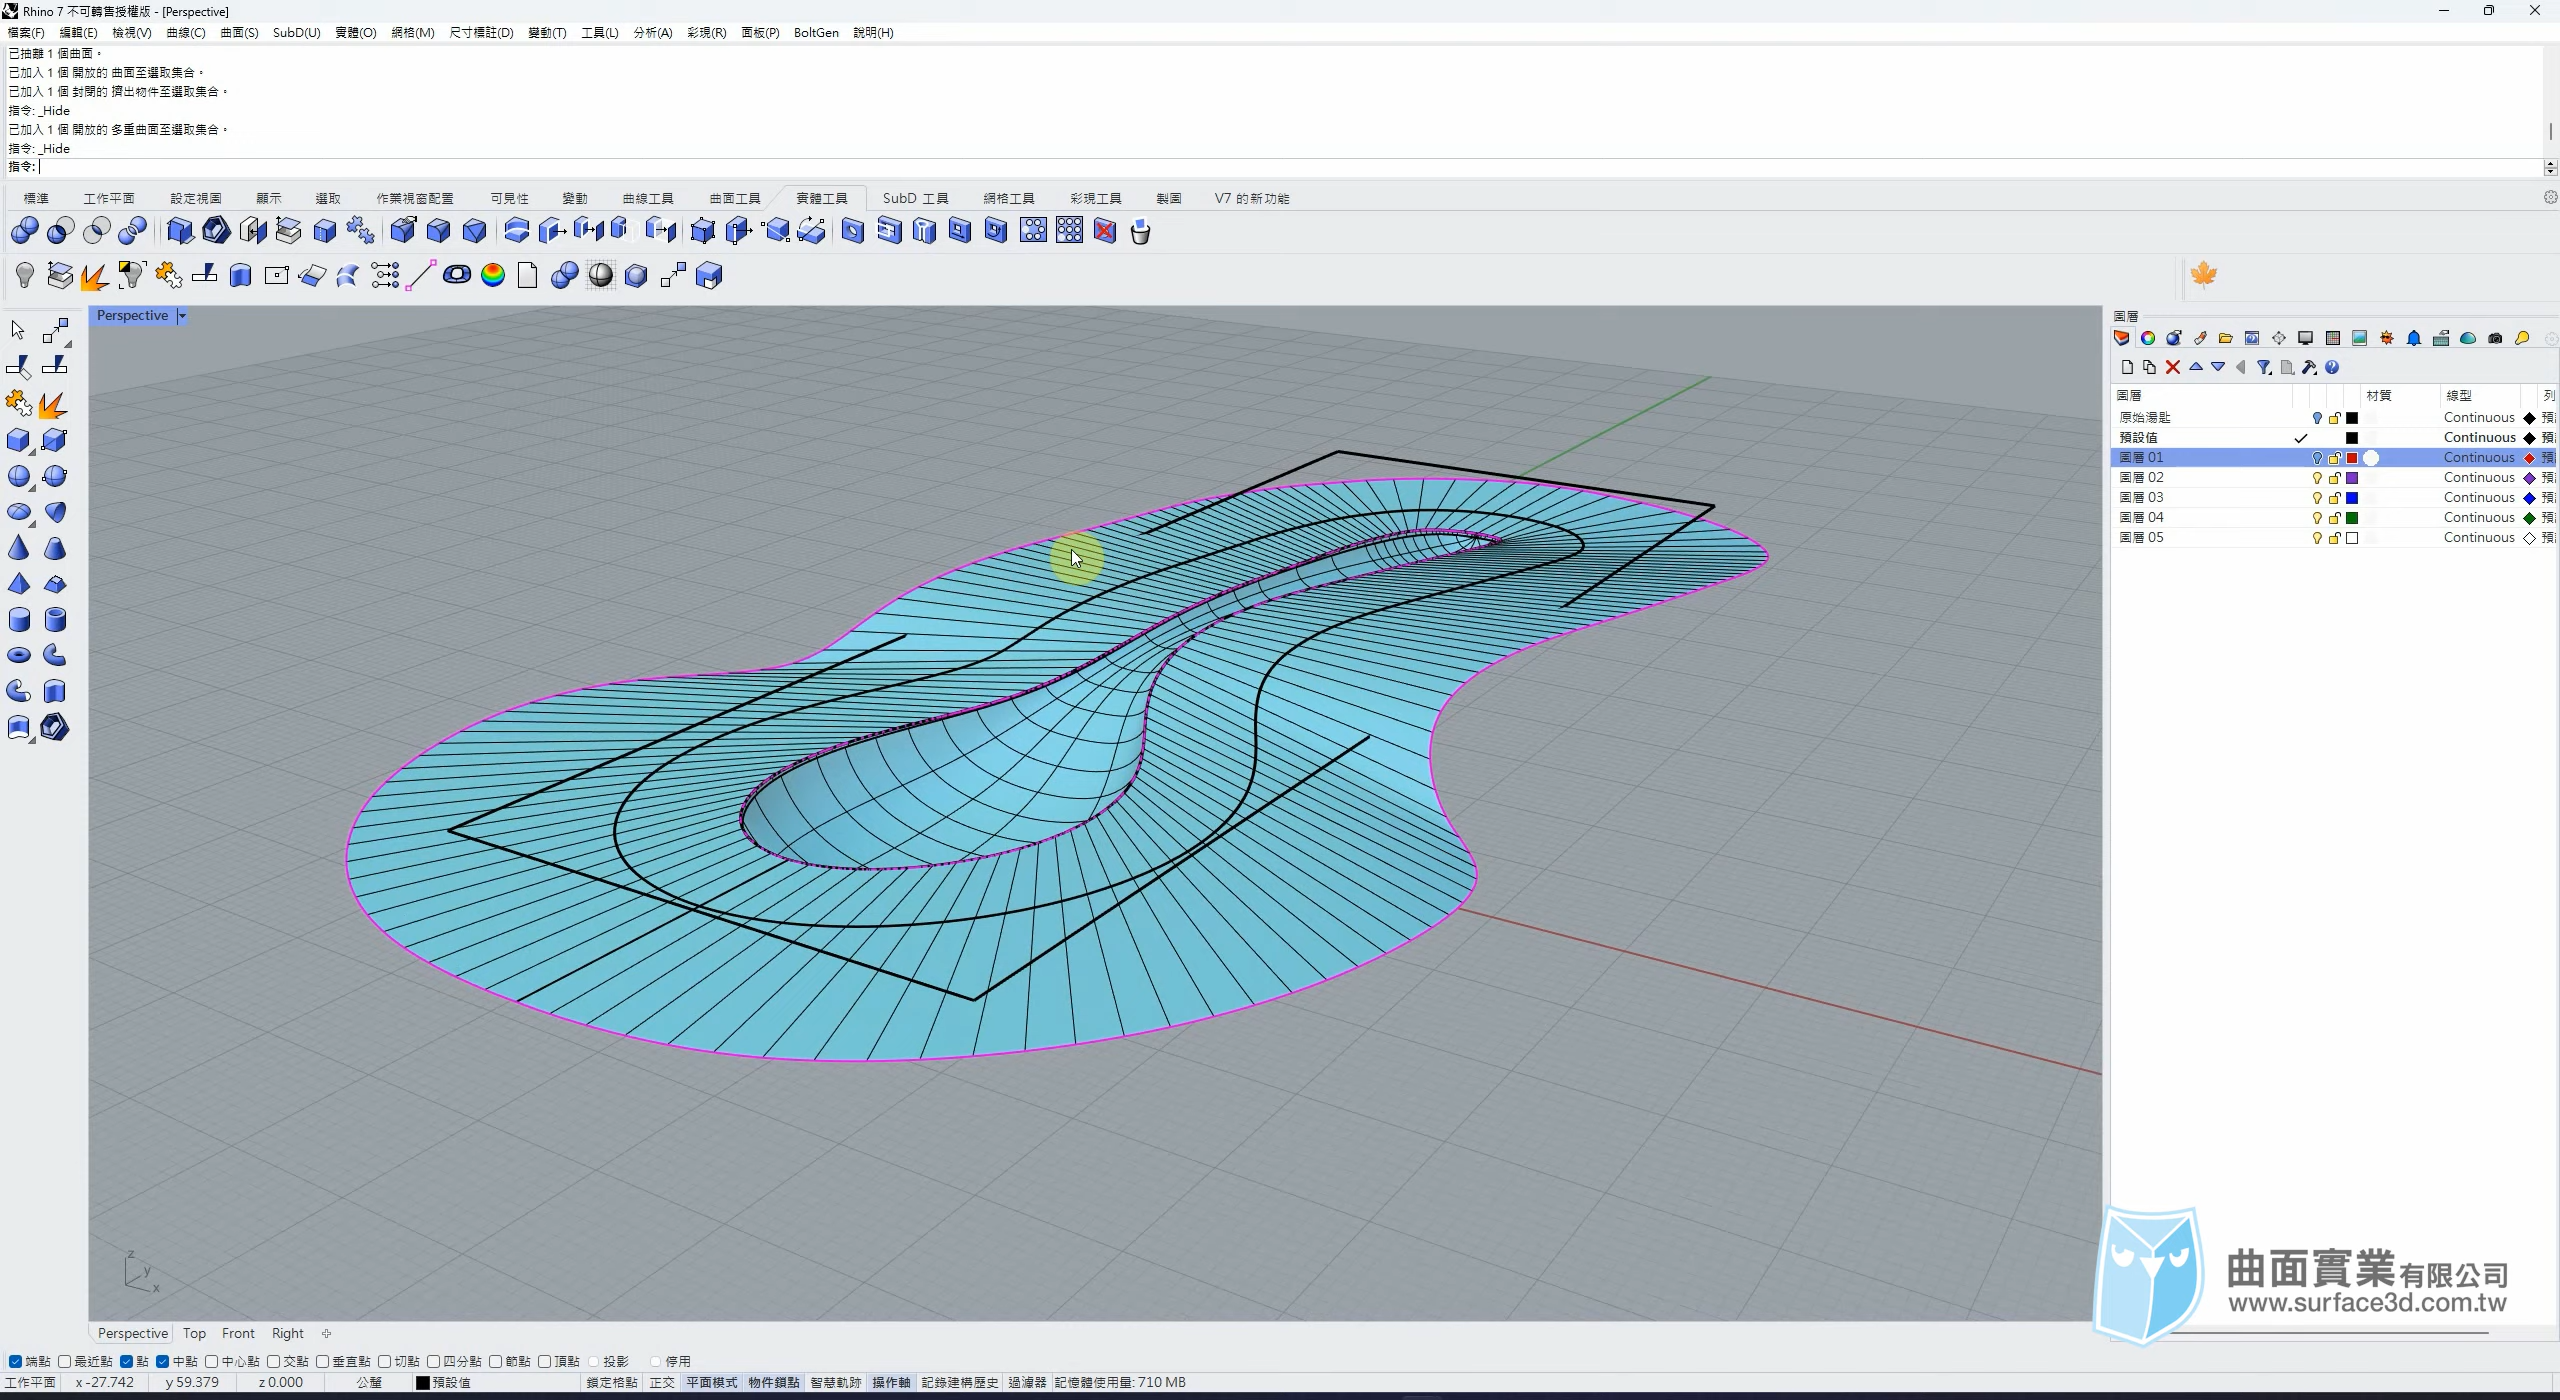 Rhino 7 不可轉售授權版 - [Perspective]
檔案(F) 編輯(E) 檢視(V) 曲線(C) 曲面(S) SubD(U) 實體(O) 網格(M) 尺寸標註(D) 變動(T) 工具(L) 分析(A) 彩現(R) 面板(P) BoltGen 說明(H)
已抽離 1 個曲面。
已加入 1 個 開放的 曲面至選取集合。
已加入 1 個 封閉的 擠出物件至選取集合。
指令: _Hide
已加入 1 個 開放的 多重曲面至選取集合。
指令: _Hide
指令:
標準 工作平面 設定視圖 顯示 選取 作業視窗配置 可見性 變動 曲線工具 曲面工具 實體工具 SubD 工具 網格工具 彩現工具 製圖 V7 的新功能
Perspective
圖層
圖層 材質 線型 列
原始湯匙 Continuous 預
預設值 Continuous 預
圖層 01 Continuous 預
圖層 02 Continuous 預
圖層 03 Continuous 預
圖層 04 Continuous 預
圖層 05 Continuous 預
z
y
x
曲面實業有限公司
www.surface3d.com.tw
Perspective Top Front Right
端點 最近點 點 中點 中心點 交點 垂直點 切點 四分點 節點 頂點 投影 停用
工作平面 x -27.742 y 59.379 z 0.000 公釐 預設值 鎖定格點 正交 平面模式 物件鎖點 智慧軌跡 操作軸 記錄建構歷史 過濾器 記憶體使用量: 710 MB